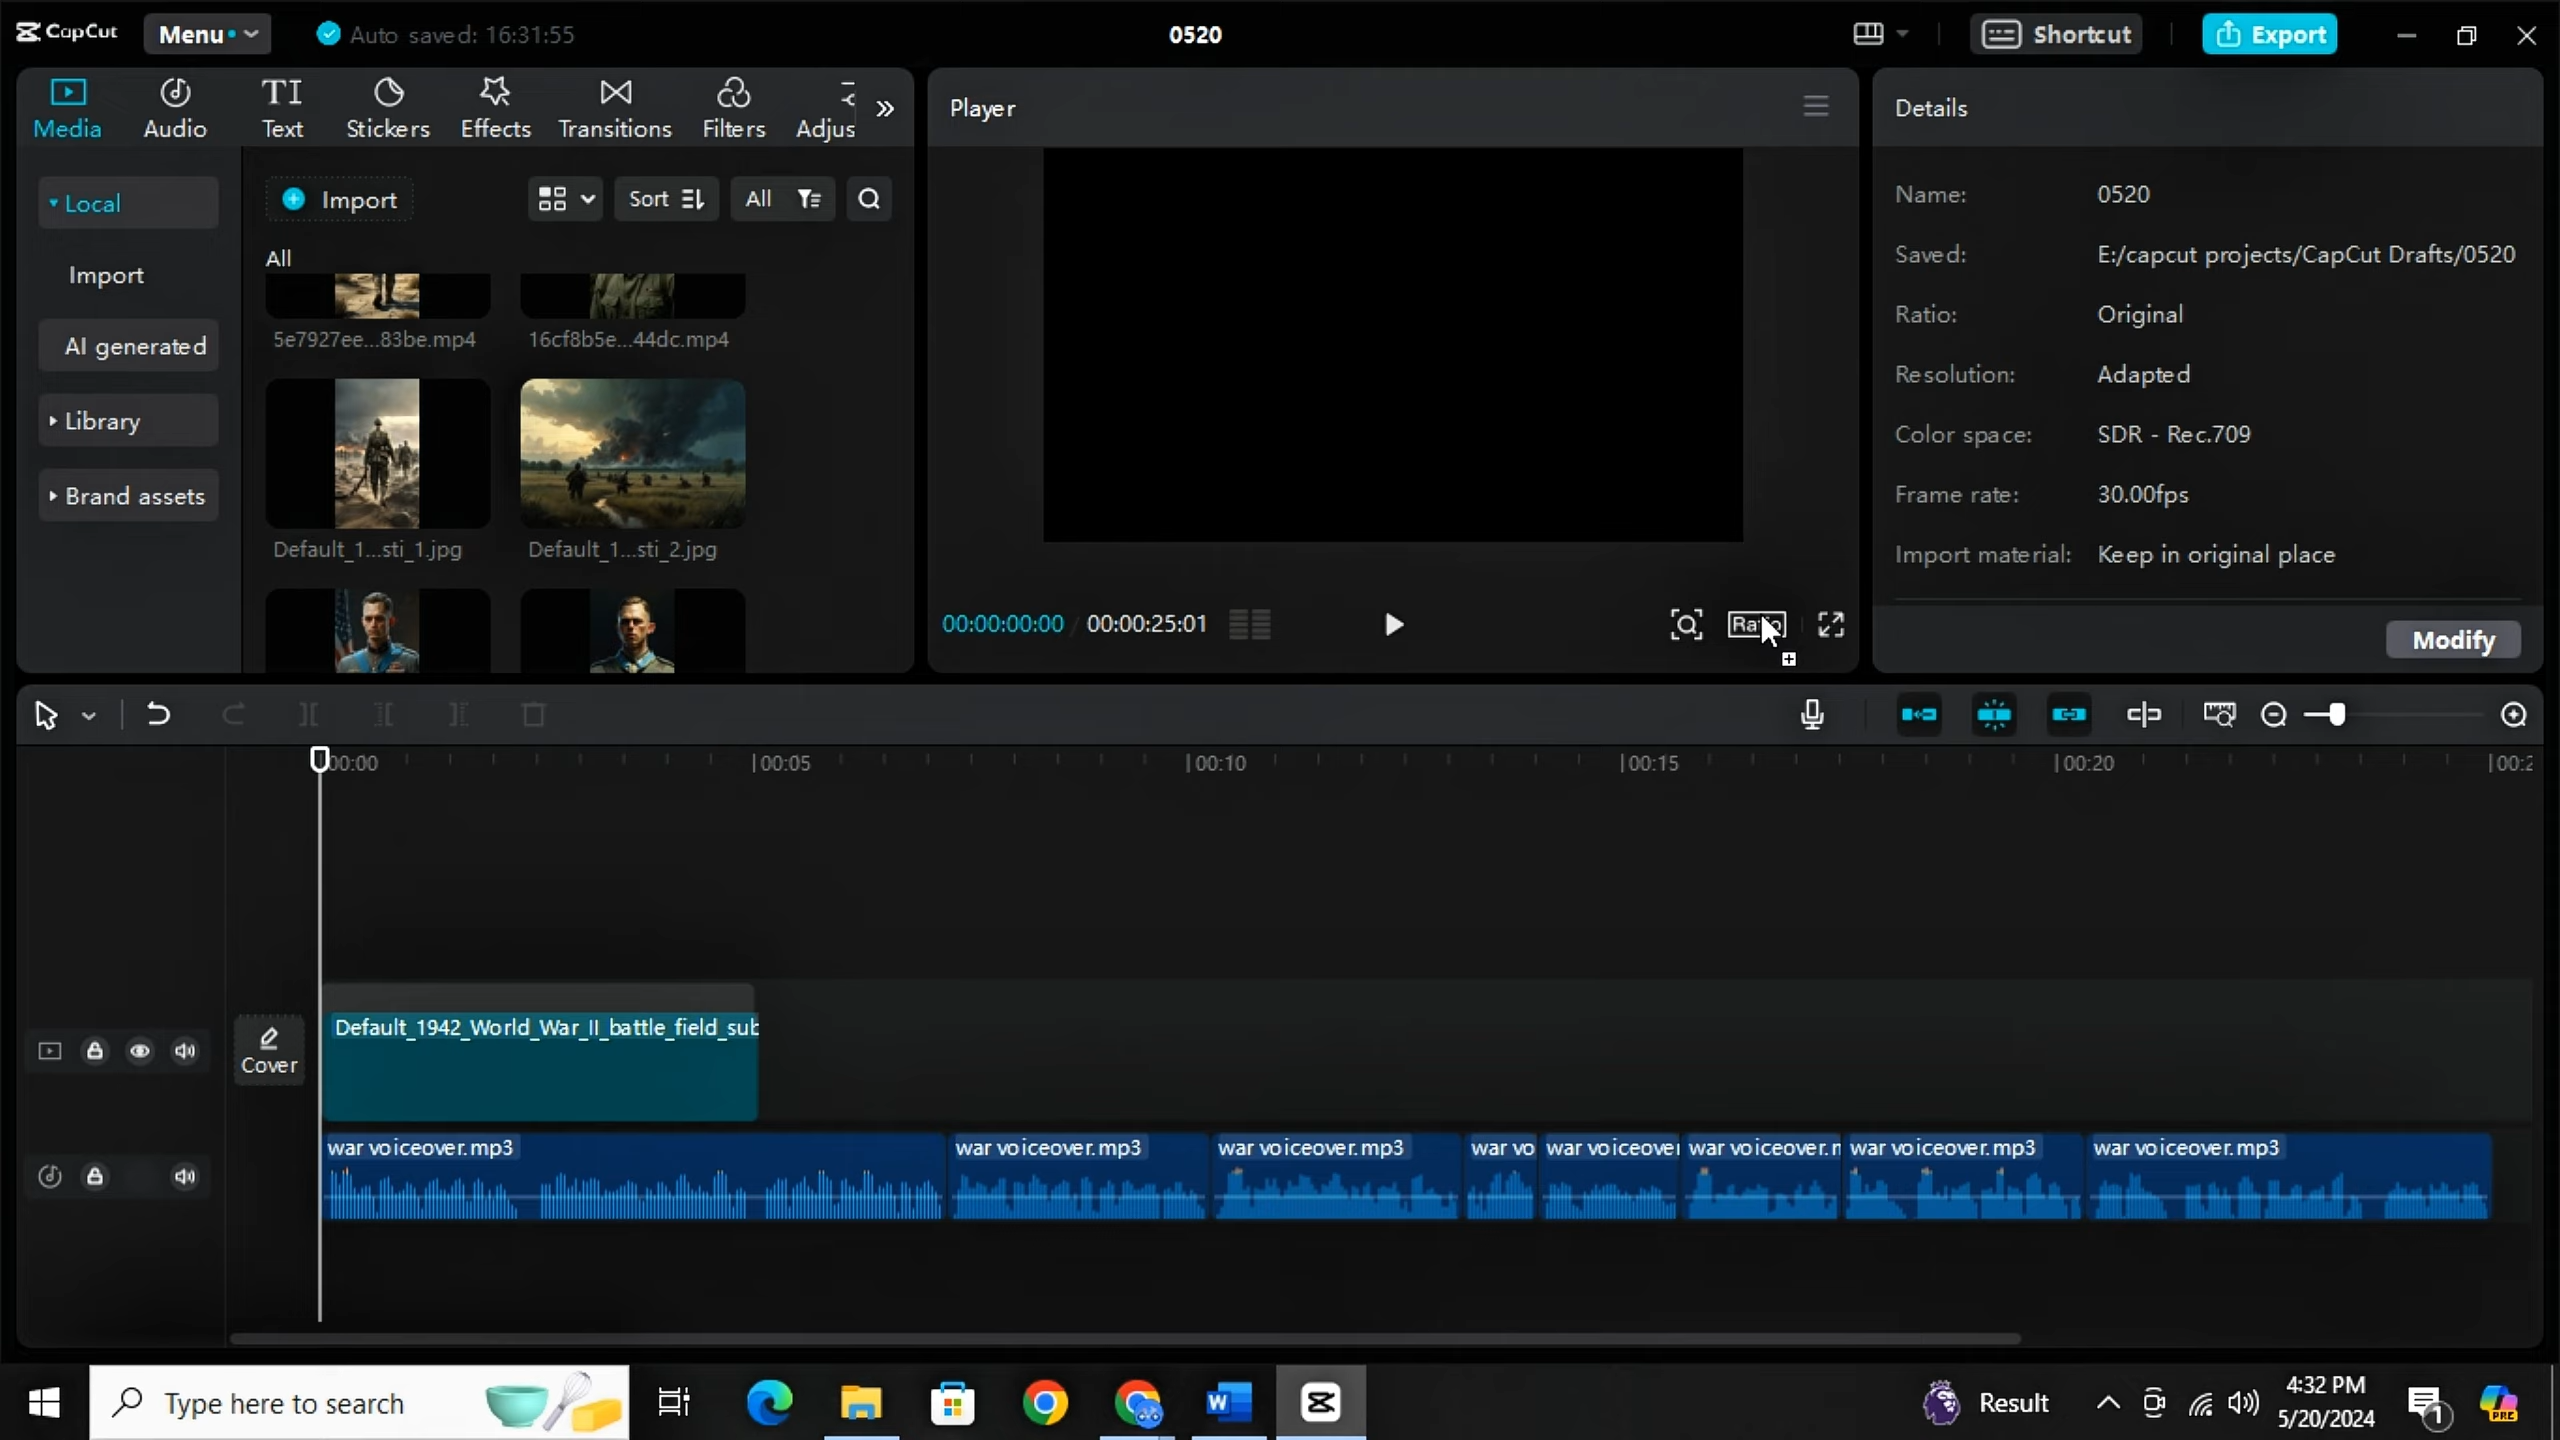 CapCut
Menu
Auto saved: 16:31:55
0520
Shortcut
Export
Media
Audio
TI
Text
Stickers
Effects
Transitions
Filters
Adjus
Player
Details
Local
Import
AI generated
Library
Brand assets
Import
Sort
All
All
5e7927ee...83be.mp4
16cf8b5e...44dc.mp4
Default_1...sti_1.jpg
Default_1...sti_2.jpg
00:00:00:00 / 00:00:25:01
Ratio
Name: 0520
Saved: E:/capcut projects/CapCut Drafts/0520
Ratio: Original
Resolution: Adapted
Color space: SDR - Rec.709
Frame rate: 30.00fps
Import material: Keep in original place
Modify
00:00
00:05
00:10
00:15
00:20
00:2
Cover
Default_1942_World_War_II_battle_field_sub
war voiceover.mp3
war voiceover.mp3
war voiceover.mp3
war vo
war voiceover
war voiceover.m
war voiceover.mp3
war voiceover.mp3
Type here to search
W
Result
4:32 PM
5/20/2024
1
PRE